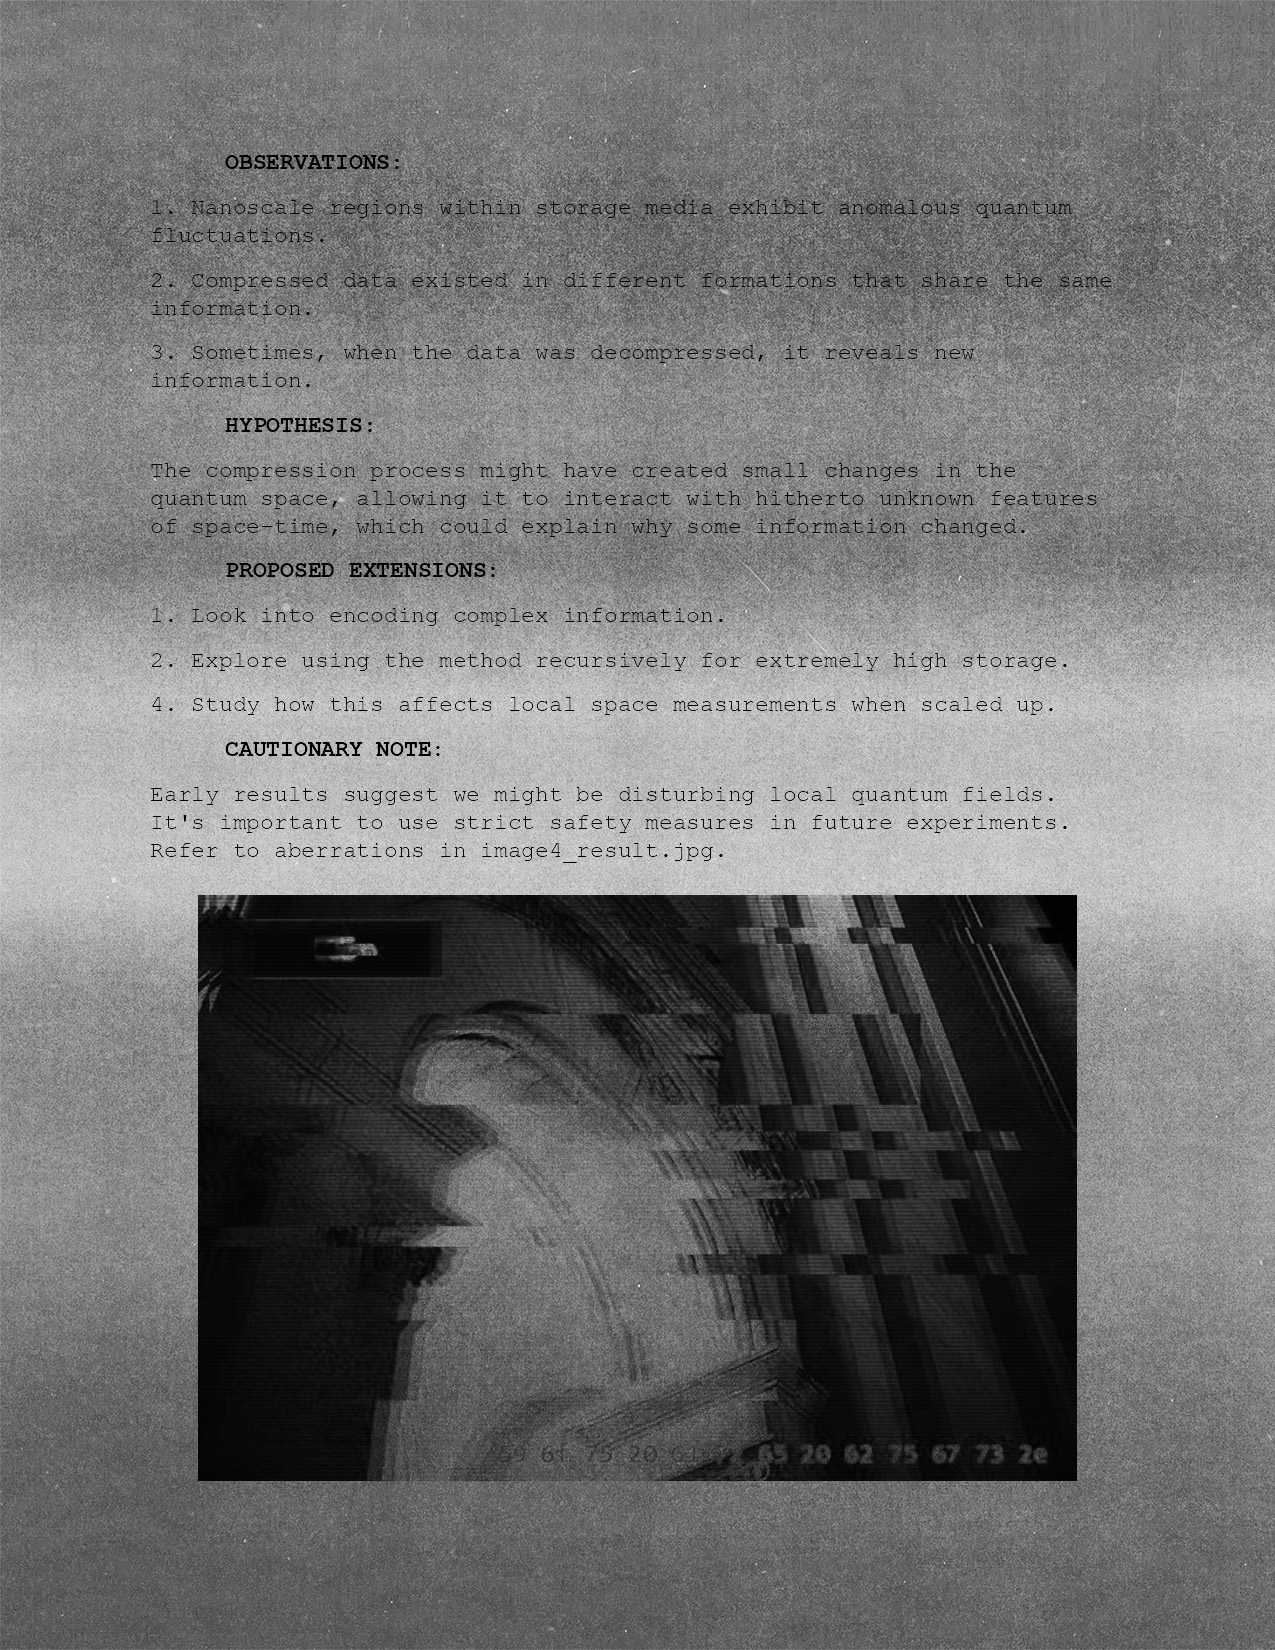 OBSERVATIONS:
1. Nanoscale regions within storage media exhibit anomalous quantum
fluctuations.
2. Compressed data existed in different formations that share the same
information.
3. Sometimes, when the data was decompressed, it reveals new
information.
HYPOTHESIS:
The compression process might have created small changes in the
quantum space, allowing it to interact with hitherto unknown features
of space-time, which could explain why some information changed.
PROPOSED EXTENSIONS:
1. Look into encoding complex information.
2. Explore using the method recursively for extremely high storage.
4. Study how this affects local space measurements when scaled up.
CAUTIONARY NOTE:
Early results suggest we might be disturbing local quantum fields.
It's important to use strict safety measures in future experiments.
Refer to aberrations in image4_result.jpg.
59 6f 75 20 61 65 20 62 75 67 73 2e